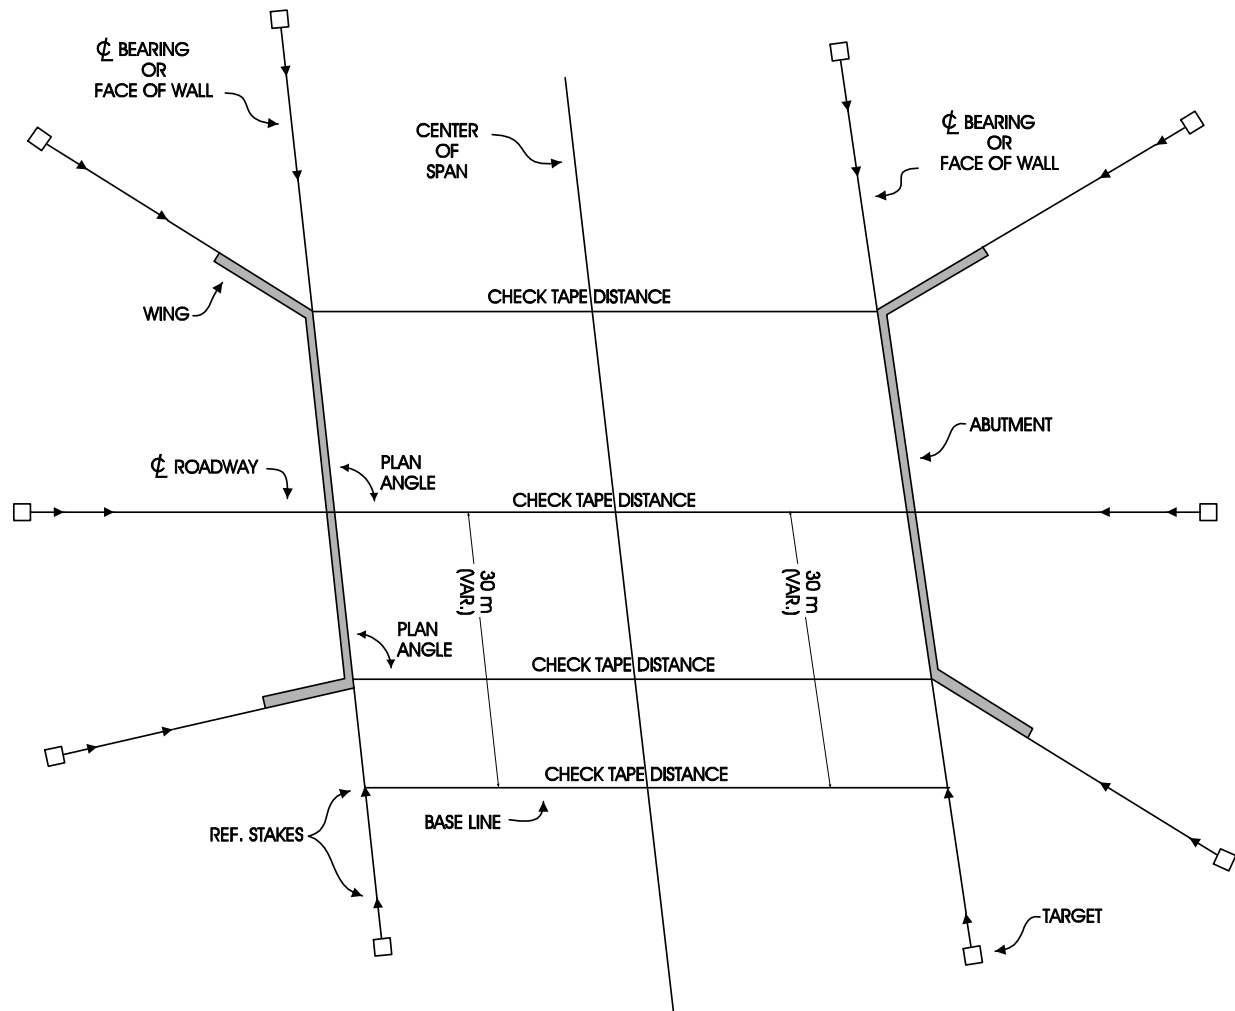 ℄ BEARING
OR
FACE OF WALL
CENTER
OF
SPAN
℄ BEARING
OR
FACE OF WALL
WING
CHECK TAPE DISTANCE
ABUTMENT
℄ ROADWAY
PLAN
ANGLE
CHECK TAPE DISTANCE
30 m
(VAR.)
30 m
(VAR.)
PLAN
ANGLE
CHECK TAPE DISTANCE
CHECK TAPE DISTANCE
BASE LINE
REF. STAKES
TARGET